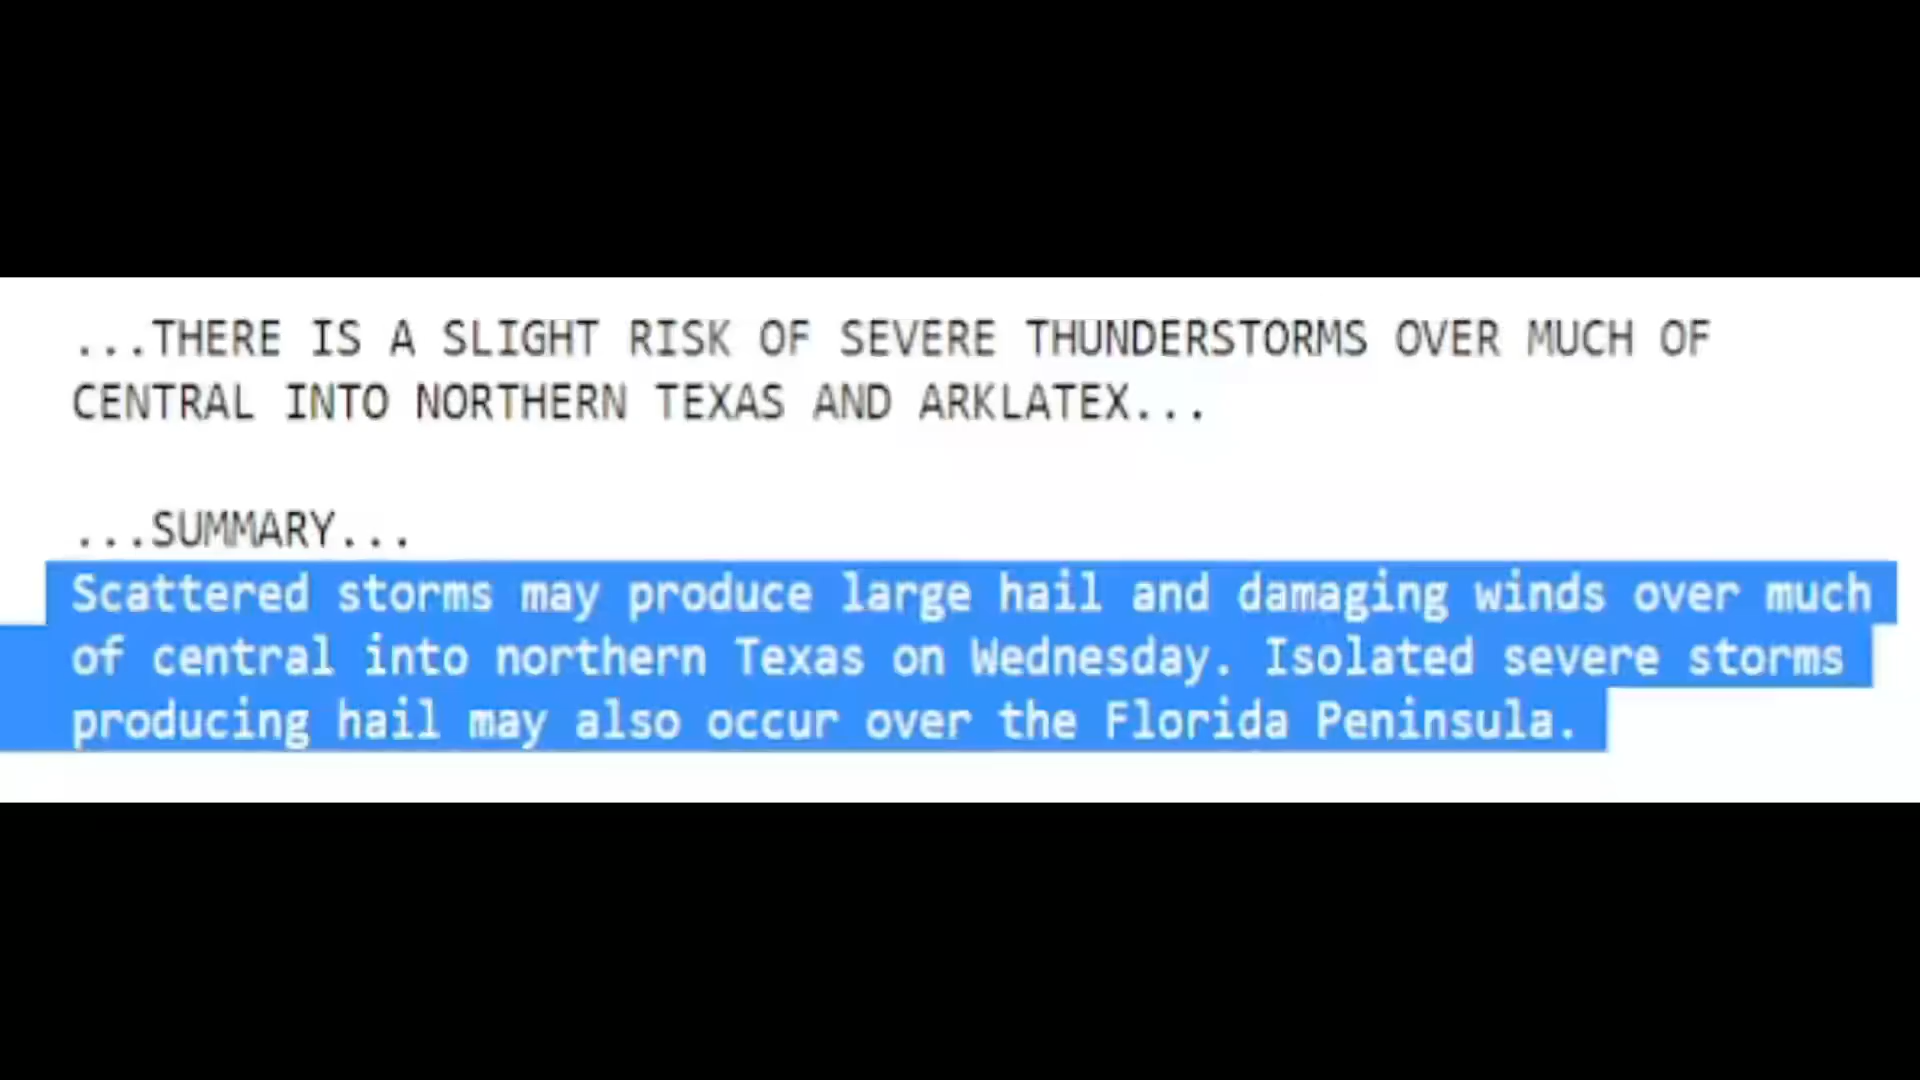 ...THERE IS A SLIGHT RISK OF SEVERE THUNDERSTORMS OVER MUCH OF
CENTRAL INTO NORTHERN TEXAS AND ARKLATEX...
...SUMMARY...
Scattered storms may produce large hail and damaging winds over much
of central into northern Texas on Wednesday. Isolated severe storms
producing hail may also occur over the Florida Peninsula.